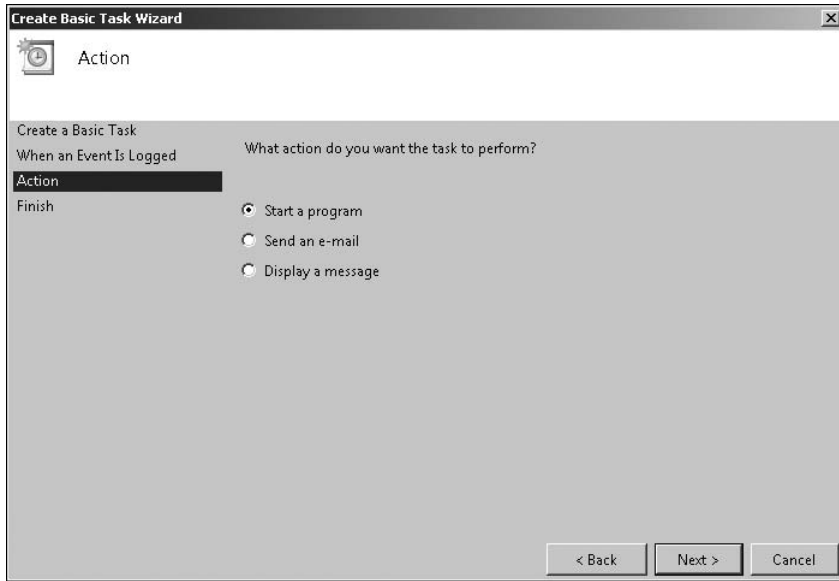 Create Basic Task Wizard
Action
Create a Basic Task
When an Event Is Logged
Action
Finish
What action do you want the task to perform?
Start a program
Send an e-mail
Display a message
< Back
Next >
Cancel